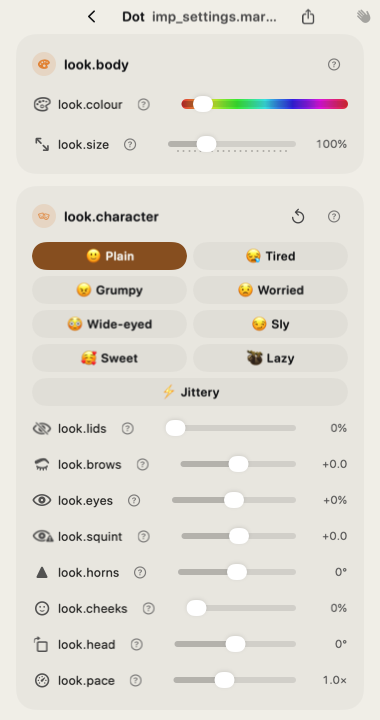 Dot imp_settings.mar...
look.body
look.colour
look.size 100%
look.character
Plain
Tired
Grumpy
Worried
Wide-eyed
Sly
Sweet
Lazy
Jittery
look.lids 0%
look.brows +0.0
look.eyes +0%
look.squint +0.0
look.horns 0°
look.cheeks 0%
look.head 0°
look.pace 1.0×